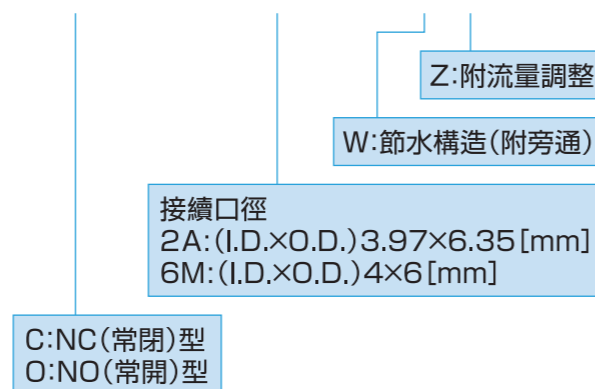 Z:附流量調整
W:節水構造(附旁通)
接續口徑
2A:(I.D.×O.D.)3.97×6.35[mm]
6M:(I.D.×O.D.)4×6[mm]
C:NC(常閉)型
O:NO(常開)型